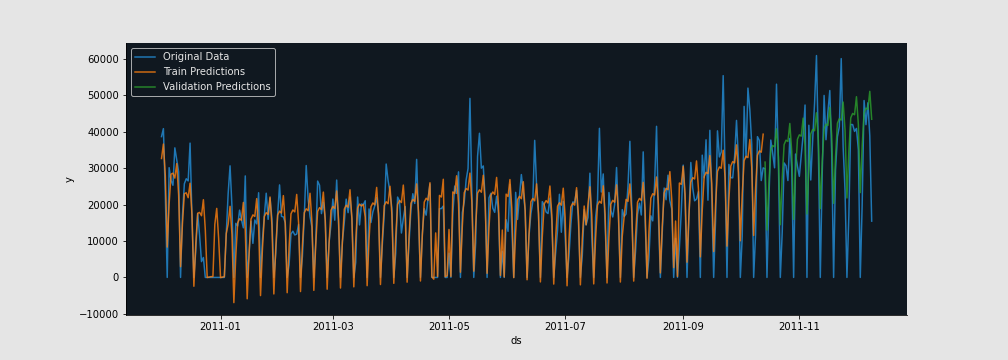 Original Data
Train Predictions
Validation Predictions
60000
50000
40000
30000
20000
10000
0
−10000
y
2011-01 2011-03 2011-05 2011-07 2011-09 2011-11
ds